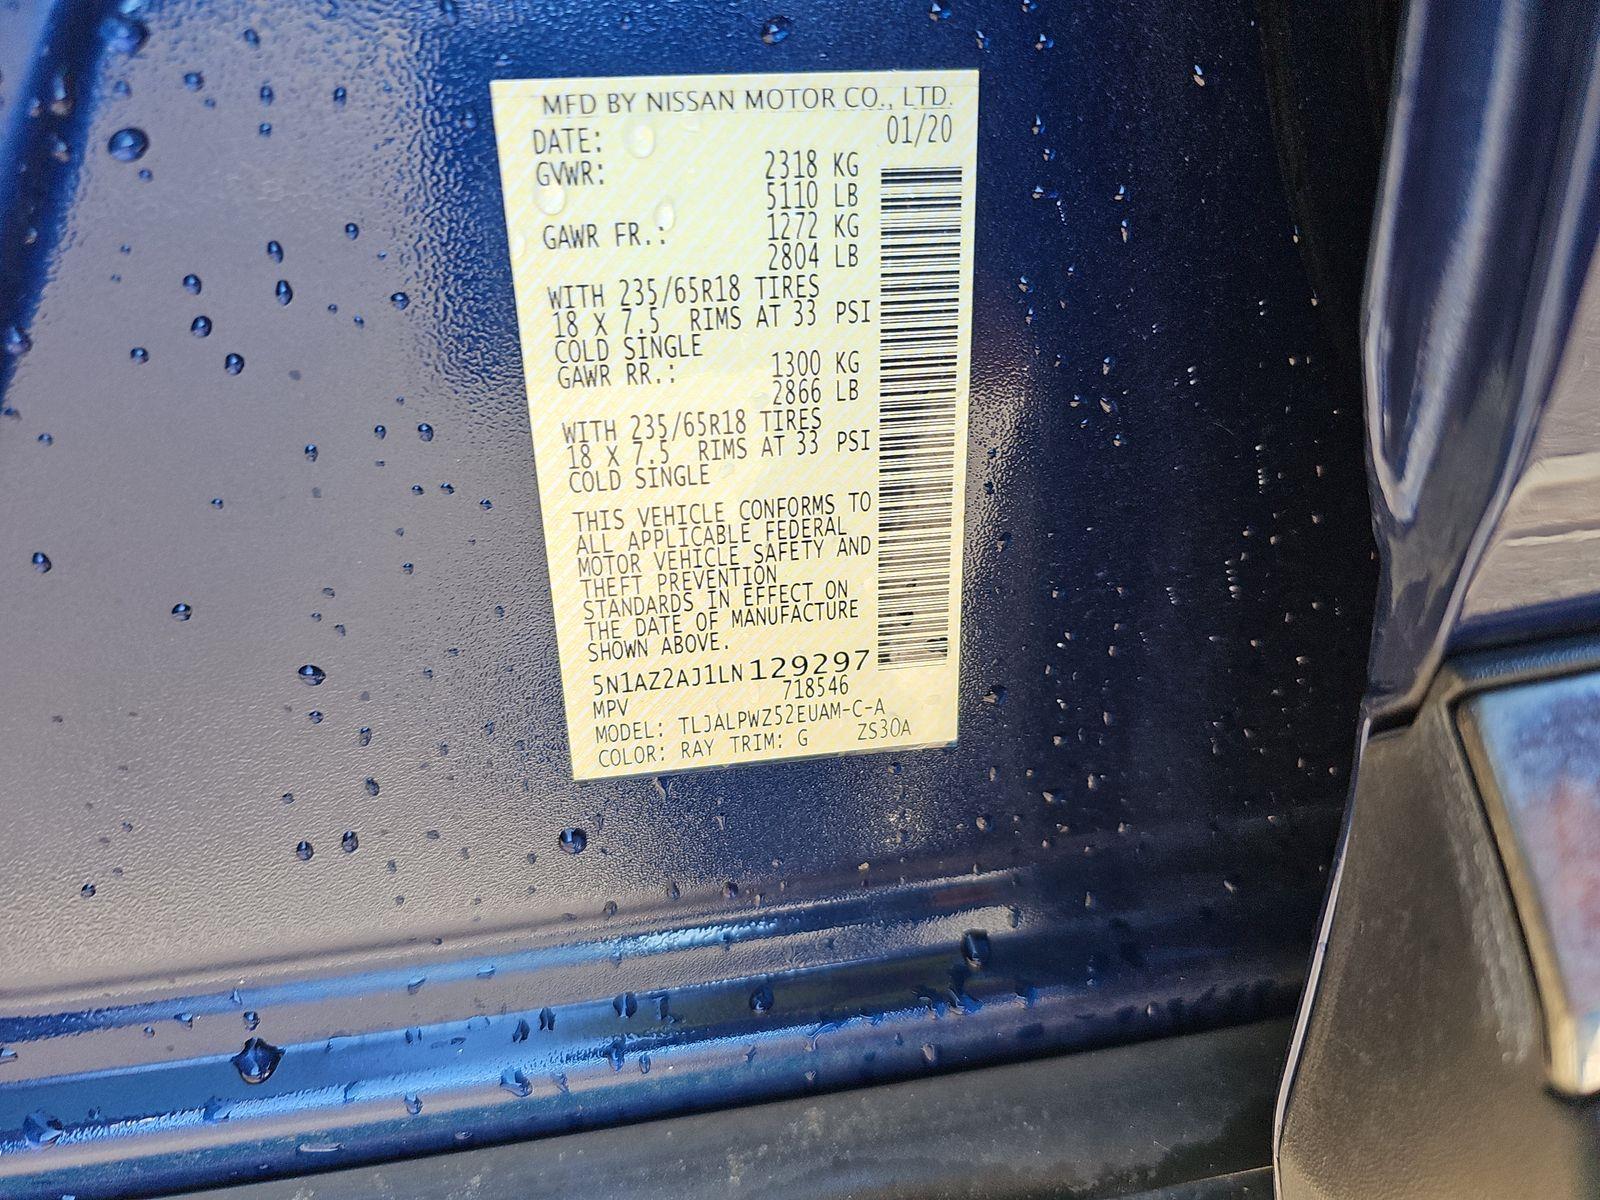 MFD BY NISSAN MOTOR CO., LTD.
DATE: 01/20
GVWR: 2318 KG
5110 LB
GAWR FR.: 1272 KG
2804 LB
WITH 235/65R18 TIRES
18 X 7.5 RIMS AT 33 PSI
COLD SINGLE
GAWR RR.: 1300 KG
2866 LB
WITH 235/65R18 TIRES
18 X 7.5 RIMS AT 33 PSI
COLD SINGLE
THIS VEHICLE CONFORMS TO
ALL APPLICABLE FEDERAL
MOTOR VEHICLE SAFETY AND
THEFT PREVENTION
STANDARDS IN EFFECT ON
THE DATE OF MANUFACTURE
SHOWN ABOVE.
5N1AZ2AJ1LN129297
718546
MPV
MODEL: TLJALPWZ52EUAM-C-A
COLOR: RAY TRIM: G ZS30A